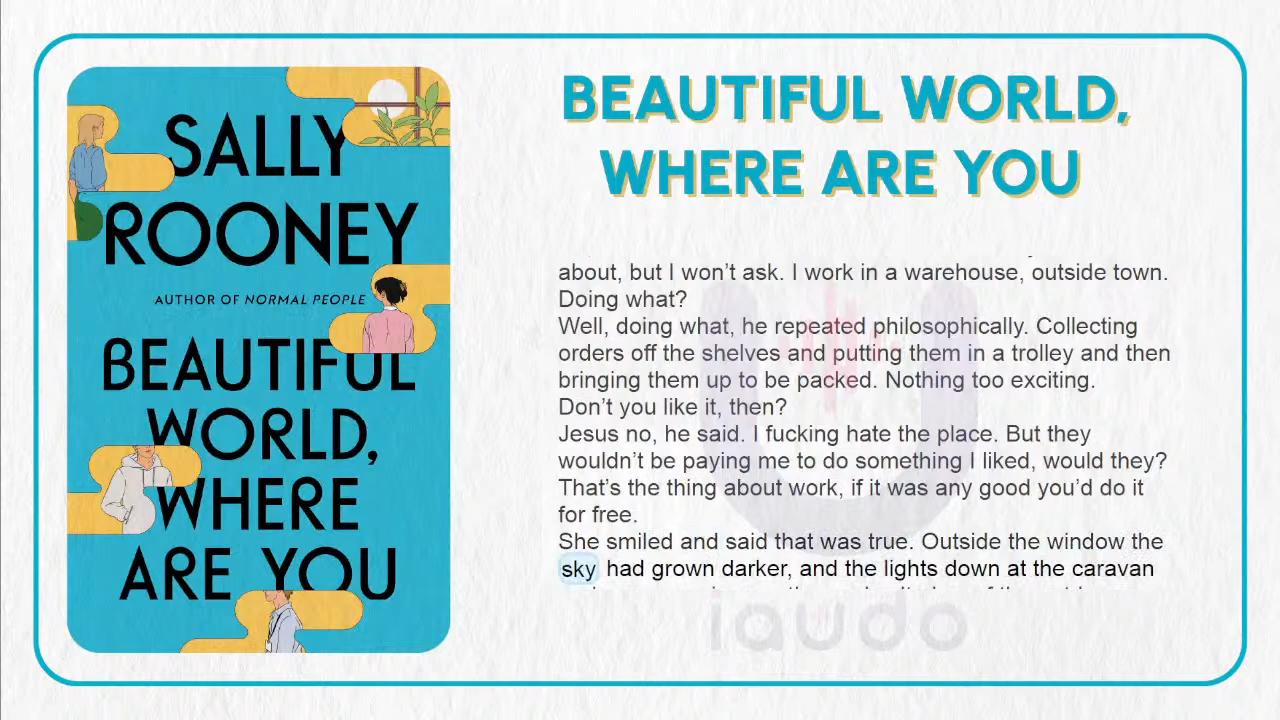 SALLY
ROONEY
AUTHOR OF NORMAL PEOPLE
BEAUTIFUL
WORLD,
WHERE
ARE YOU
BEAUTIFUL WORLD,
WHERE ARE YOU
about, but I won’t ask. I work in a warehouse, outside town.
Doing what?
Well, doing what, he repeated philosophically. Collecting
orders off the shelves and putting them in a trolley and then
bringing them up to be packed. Nothing too exciting.
Don’t you like it, then?
Jesus no, he said. I fucking hate the place. But they
wouldn’t be paying me to do something I liked, would they?
That’s the thing about work, if it was any good you’d do it
for free.
She smiled and said that was true. Outside the window the
sky had grown darker, and the lights down at the caravan
iaudo